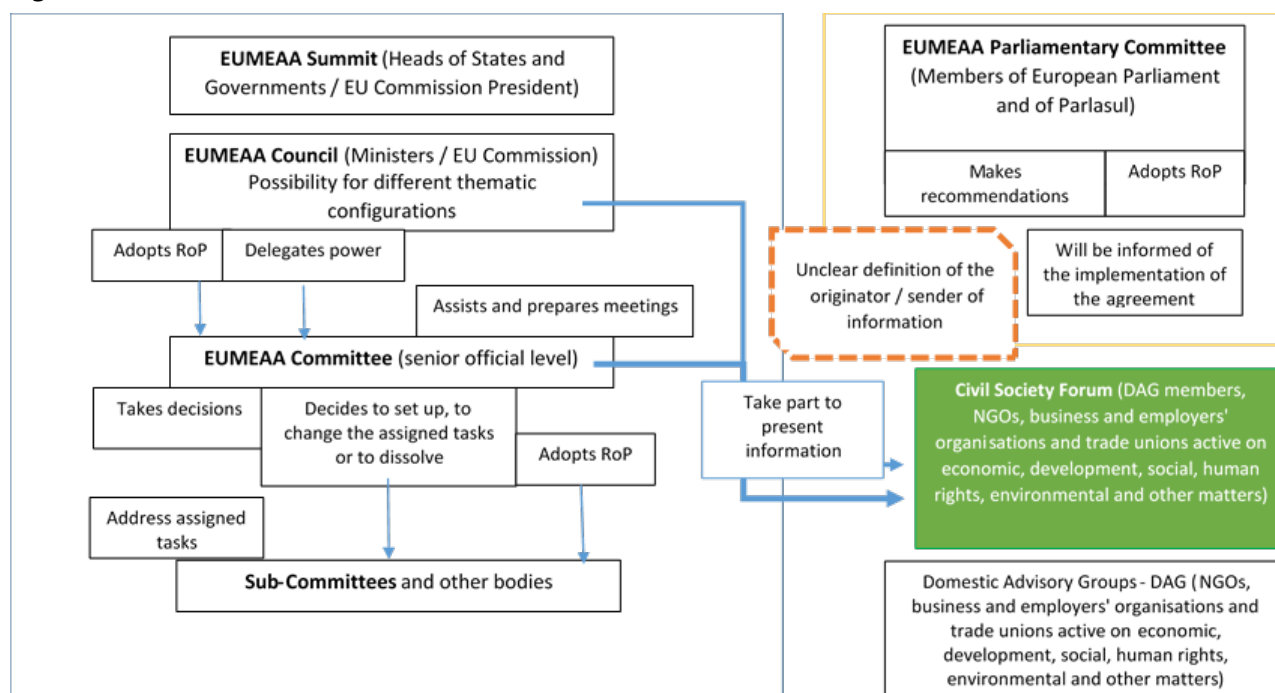 EUMEAA Summit (Heads of States and
Governments / EU Commission President)
EUMEAA Council (Ministers / EU Commission)
Possibility for different thematic
configurations
Adopts RoP
Delegates power
Assists and prepares meetings
EUMEAA Committee (senior official level)
Takes decisions
Decides to set up, to
change the assigned tasks
or to dissolve
Adopts RoP
Address assigned
tasks
Sub-Committees and other bodies
EUMEAA Parliamentary Committee
(Members of European Parliament
and of Parlasul)
Makes
recommendations
Adopts RoP
Unclear definition of the
originator / sender of
information
Will be informed of
the implementation of
the agreement
Take part to
present
information
Civil Society Forum (DAG members,
NGOs, business and employers'
organisations and trade unions active on
economic, development, social, human
rights, environmental and other matters)
Domestic Advisory Groups - DAG (NGOs,
business and employers' organisations and
trade unions active on economic,
development, social, human rights,
environmental and other matters)